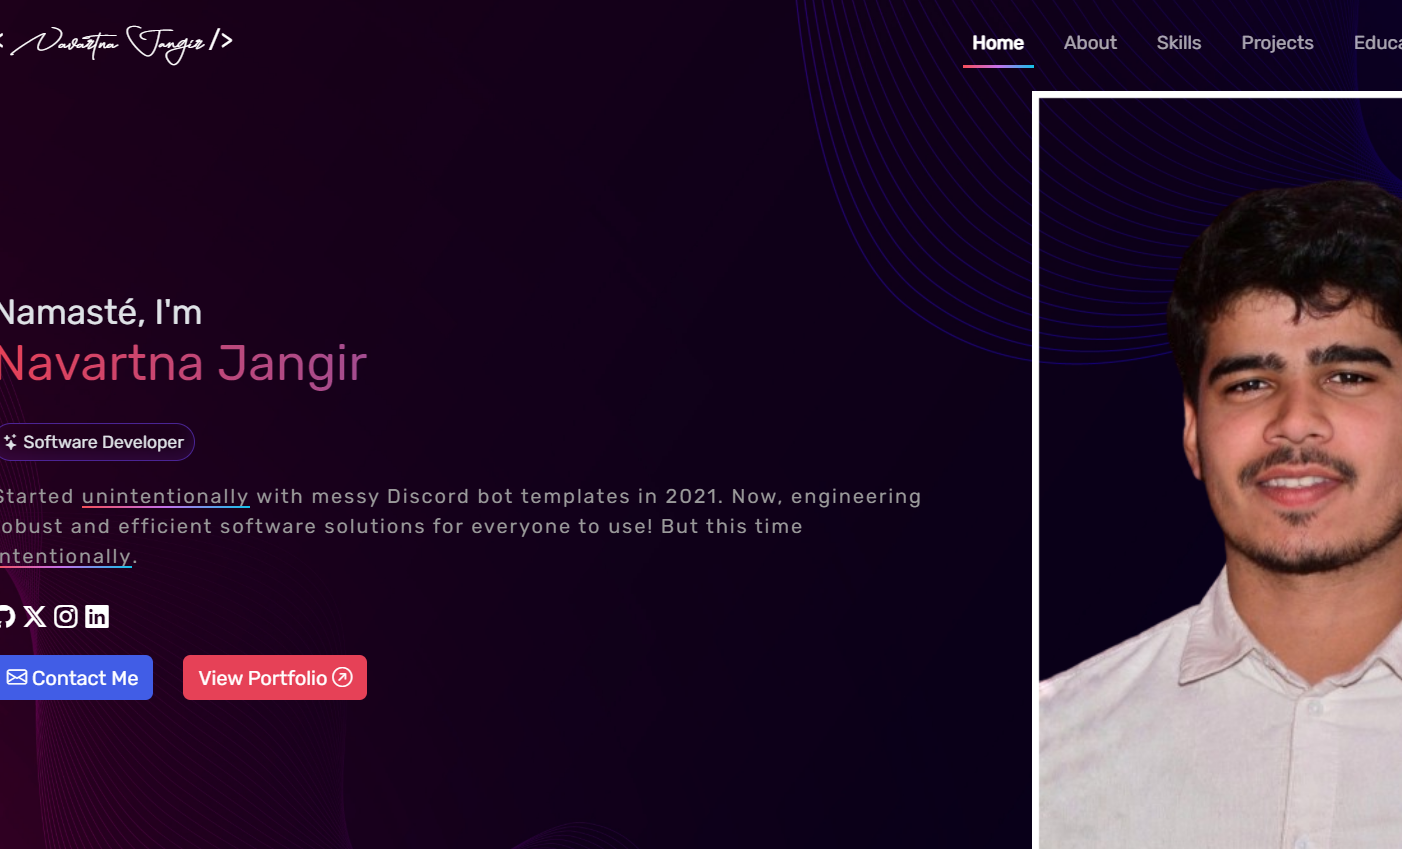 Navartna Jangir />
Home About Skills Projects Educa
Namasté, I'm
Navartna Jangir
Software Developer
Started unintentionally with messy Discord bot templates in 2021. Now, engineering
obust and efficient software solutions for everyone to use! But this time
ntentionally.
in
Contact Me
View Portfolio